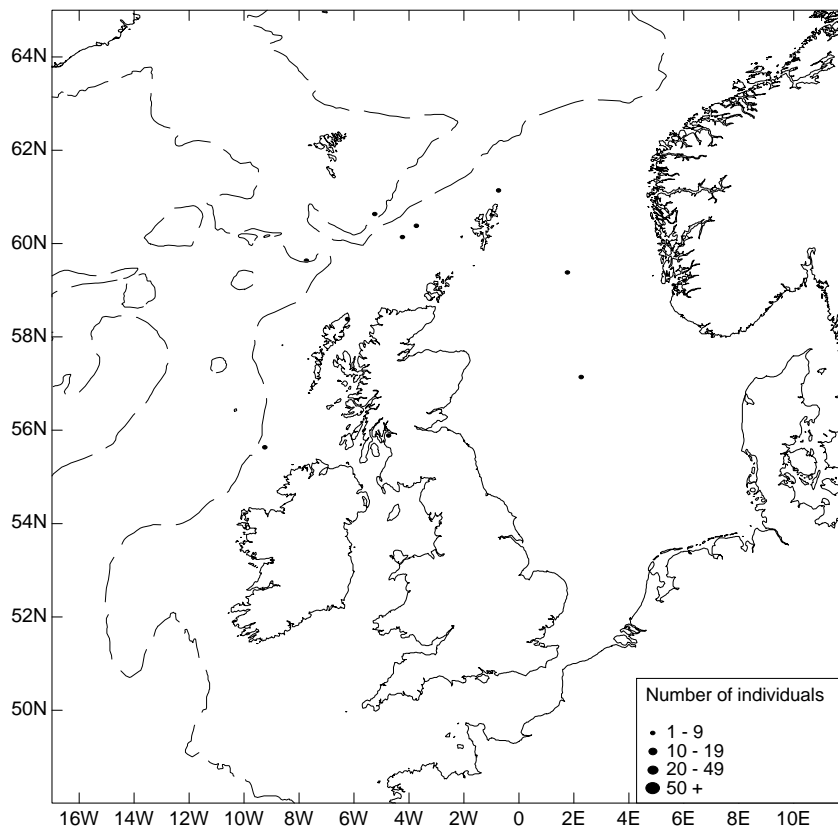 64N
62N
60N
58N
56N
54N
52N
50N
Number of individuals
1 - 9
10 - 19
20 - 49
50 +
16W 14W 12W 10W 8W 6W 4W 2W 0 2E 4E 6E 8E 10E